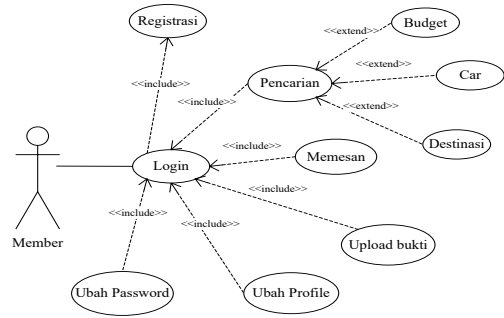 Registrasi
Budget
<<extend>>
<<extend>>
Car
<<include>>
Pencarian
<<include>>
<<extend>>
Destinasi
Login
<<include>>
Memesan
<<include>>
Member
<<include>>
<<include>>
Upload bukti
Ubah Password
Ubah Profile